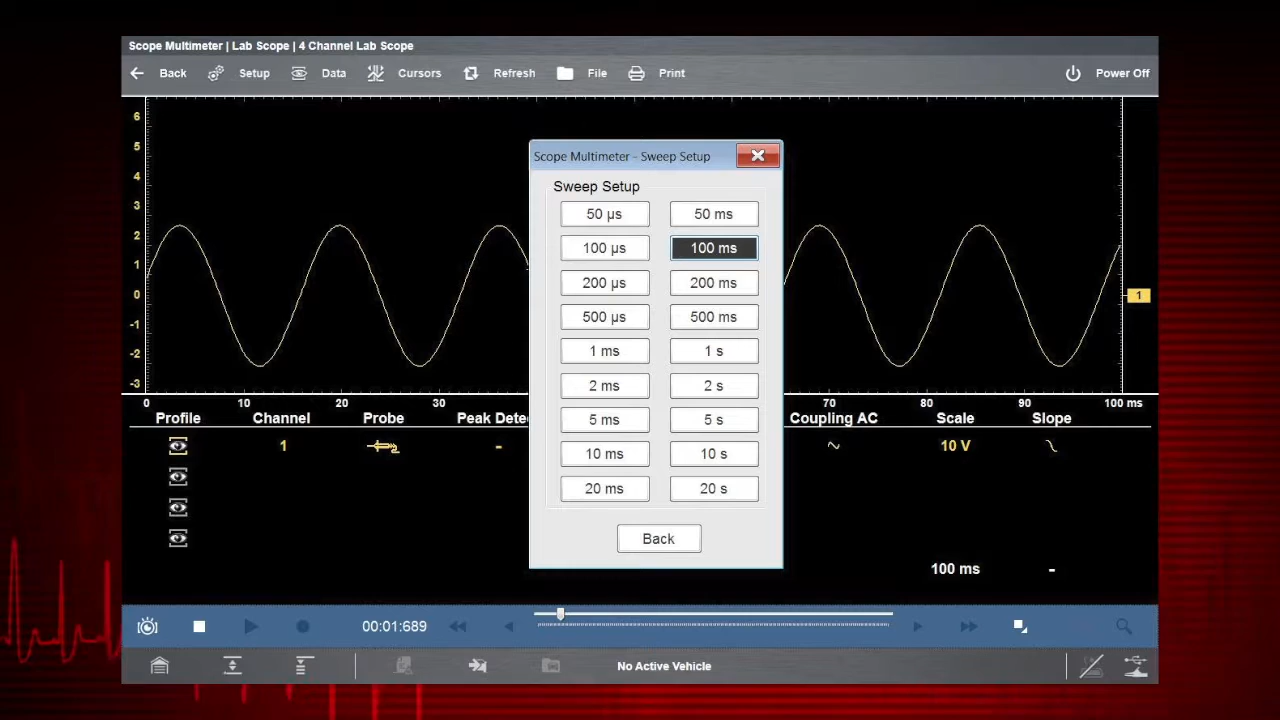 Scope Multimeter | Lab Scope | 4 Channel Lab Scope
Back Setup Data Cursors Refresh File Print Power Off
Scope Multimeter - Sweep Setup
Sweep Setup
50 µs 50 ms
100 µs 100 ms
200 µs 200 ms
500 µs 500 ms
1 ms 1 s
2 ms 2 s
5 ms 5 s
10 ms 10 s
20 ms 20 s
Back
6
5
4
3
2
1
0
-1
-2
-3
1
0 10 20 30 70 80 90 100 ms
Profile Channel Probe Peak Dete Coupling AC Scale Slope
1 - 10 V
100 ms -
00:01:689
No Active Vehicle